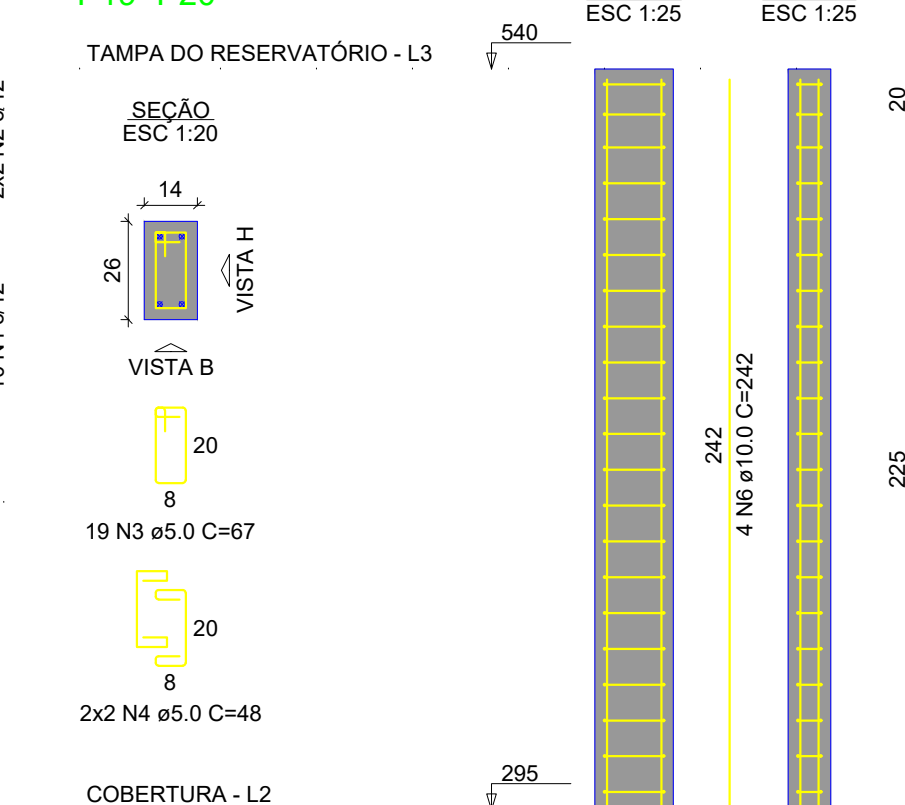 ESC 1:25
ESC 1:25
TAMPA DO RESERVATÓRIO - L3
540
SEÇÃO
ESC 1:20
20
14
26
VISTA H
VISTA B
20
8
19 N3 ø5.0 C=67
242
4 N6 ø10.0 C=242
225
20
8
2x2 N4 ø5.0 C=48
295
COBERTURA - L2